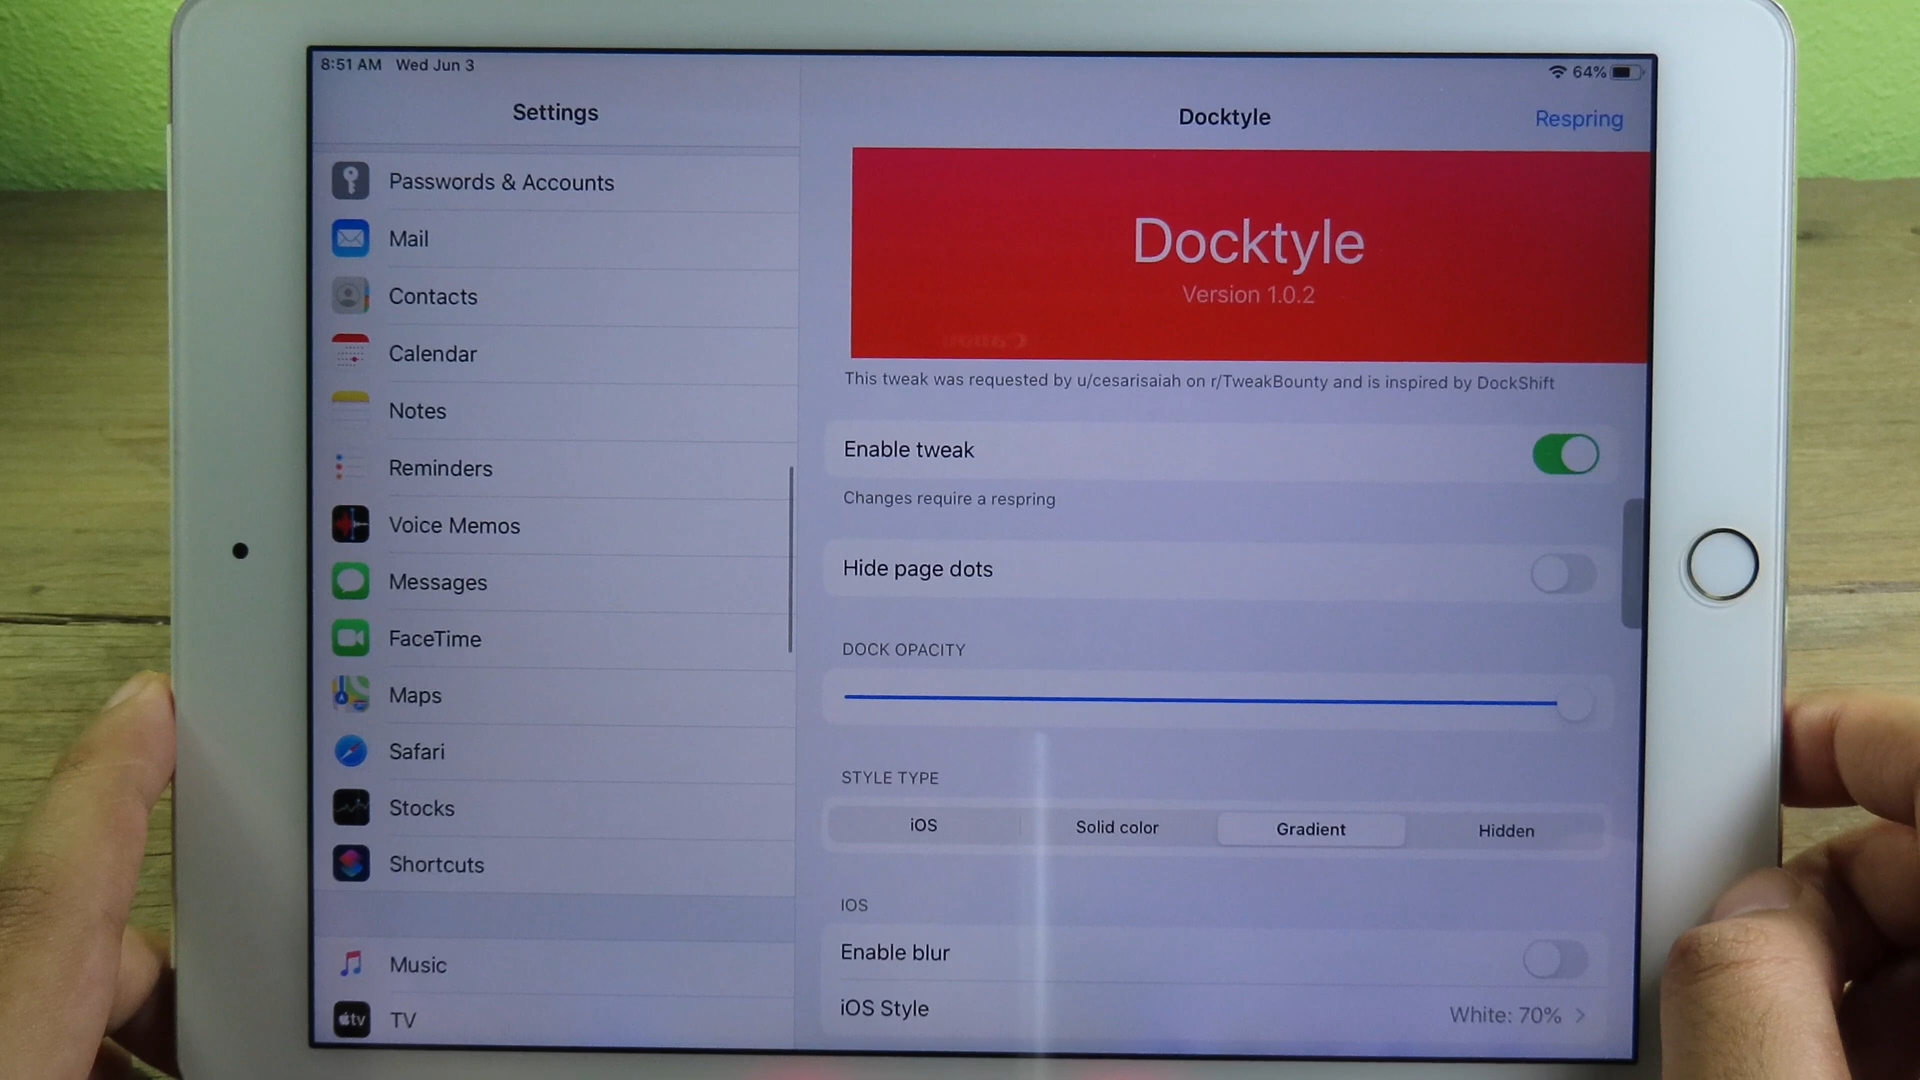 8:51 AM Wed Jun 3
64%
Settings
Passwords & Accounts
Mail
Contacts
Calendar
Notes
Reminders
Voice Memos
Messages
FaceTime
Maps
Safari
Stocks
Shortcuts
Music
tv
TV
Docktyle
Respring
Docktyle
Version 1.0.2
Canon
This tweak was requested by u/cesarisaiah on r/TweakBounty and is inspired by DockShift
Enable tweak
Changes require a respring
Hide page dots
DOCK OPACITY
STYLE TYPE
iOS
Solid color
Gradient
Hidden
IOS
Enable blur
iOS Style
White: 70%